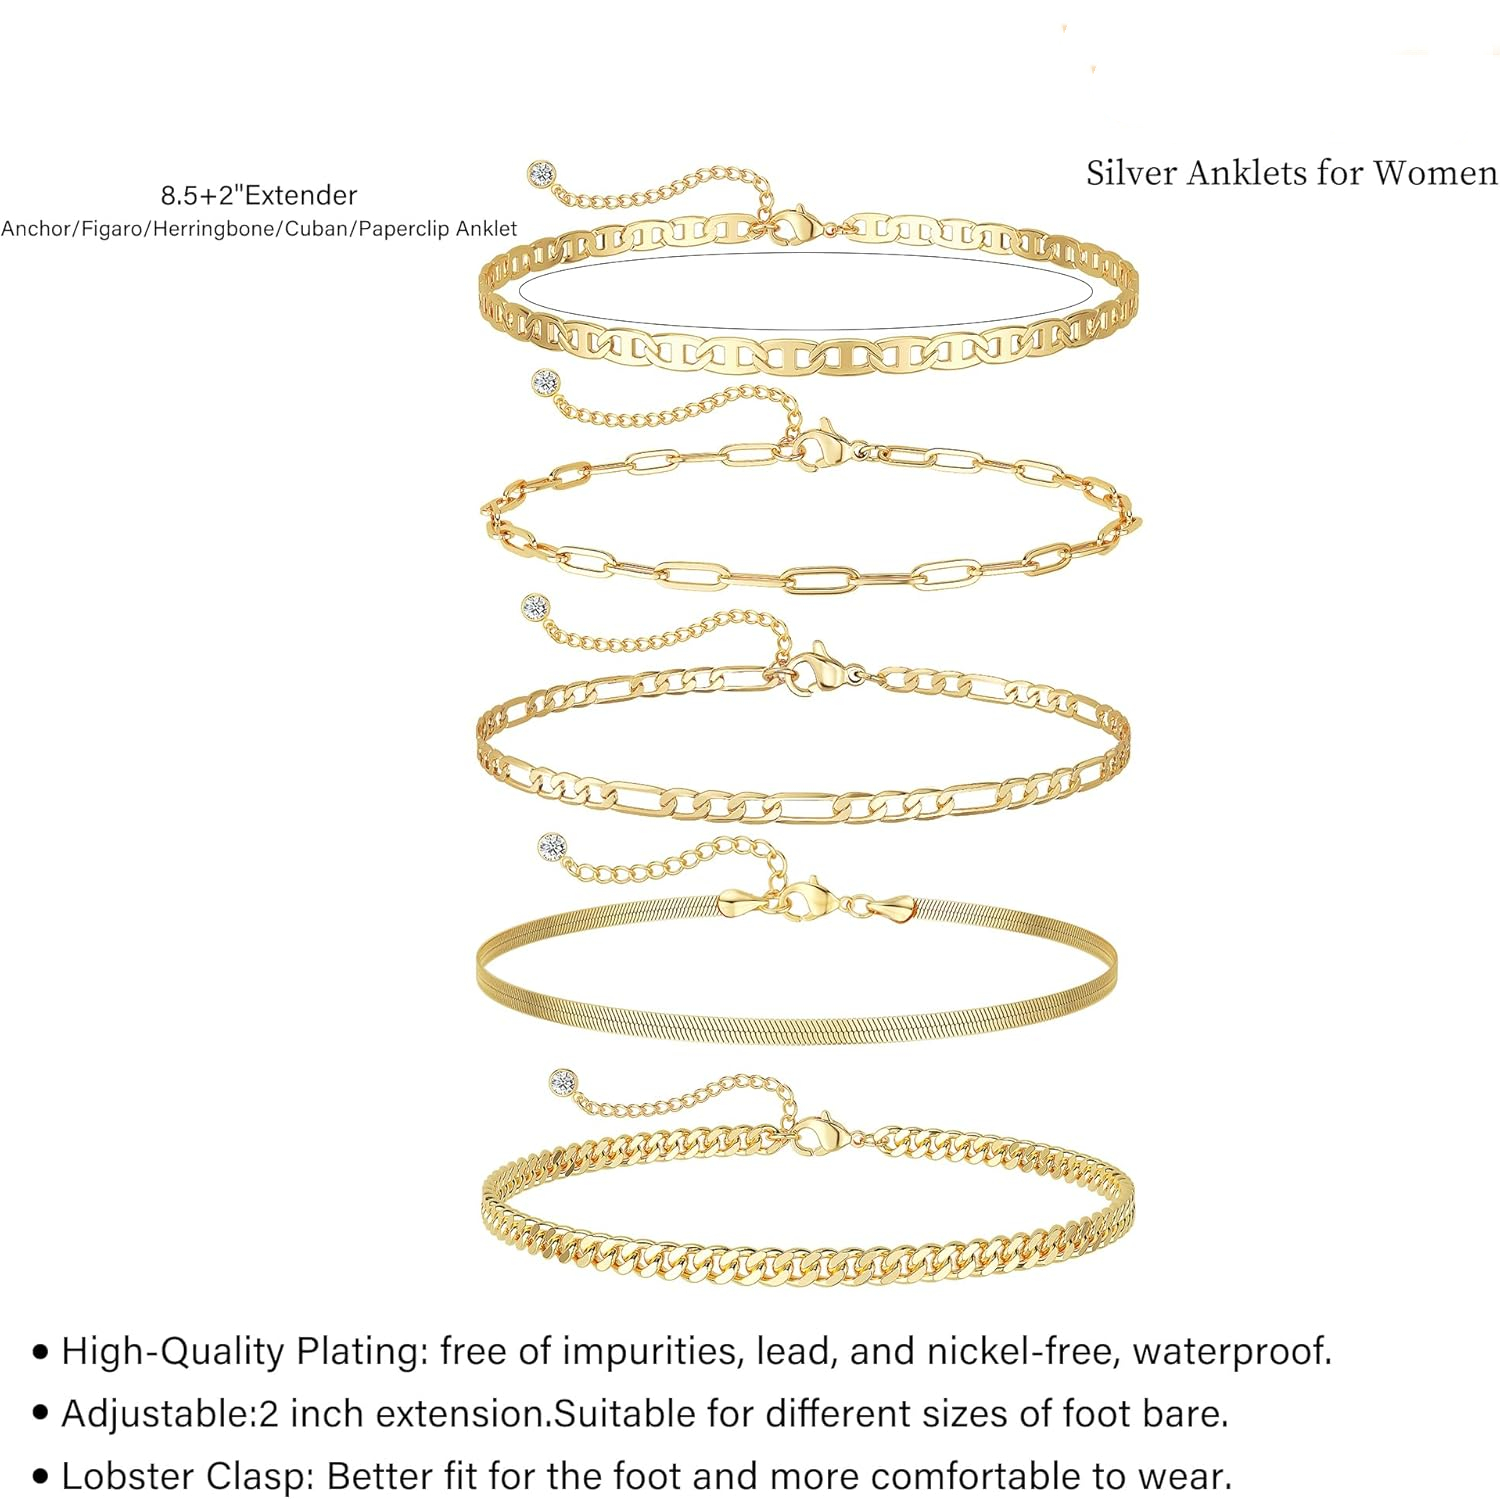 Silver Anklets for Women
8.5+2"Extender
Anchor/Figaro/Herringbone/Cuban/Paperclip Anklet
• High-Quality Plating: free of impurities, lead, and nickel-free, waterproof.
• Adjustable:2 inch extension.Suitable for different sizes of foot bare.
• Lobster Clasp: Better fit for the foot and more comfortable to wear.